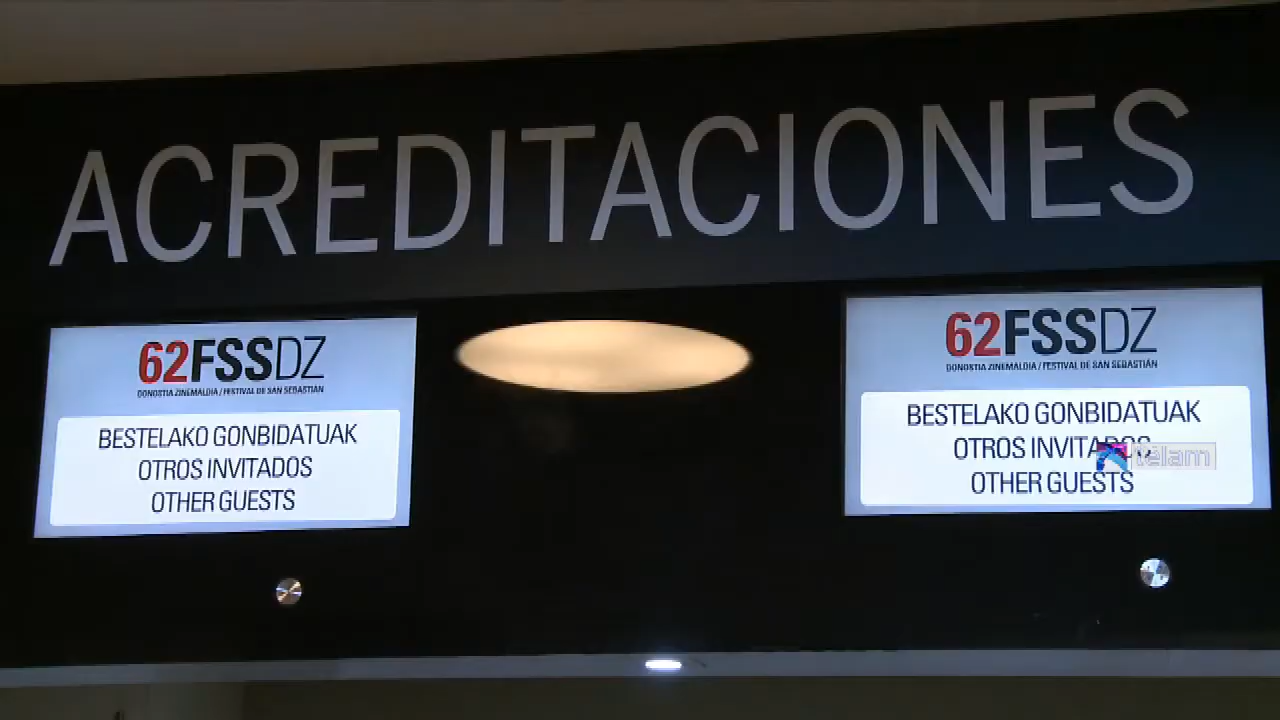 ACREDITACIONES
62FSSDZ
DONOSTIA ZINEMALDIA / FESTIVAL DE SAN SEBASTIÁN
BESTELAKO GONBIDATUAK
OTROS INVITADOS
OTHER GUESTS
62FSSDZ
DONOSTIA ZINEMALDIA / FESTIVAL DE SAN SEBASTIÁN
BESTELAKO GONBIDATUAK
OTROS INVITADOS
OTHER GUESTS
télam